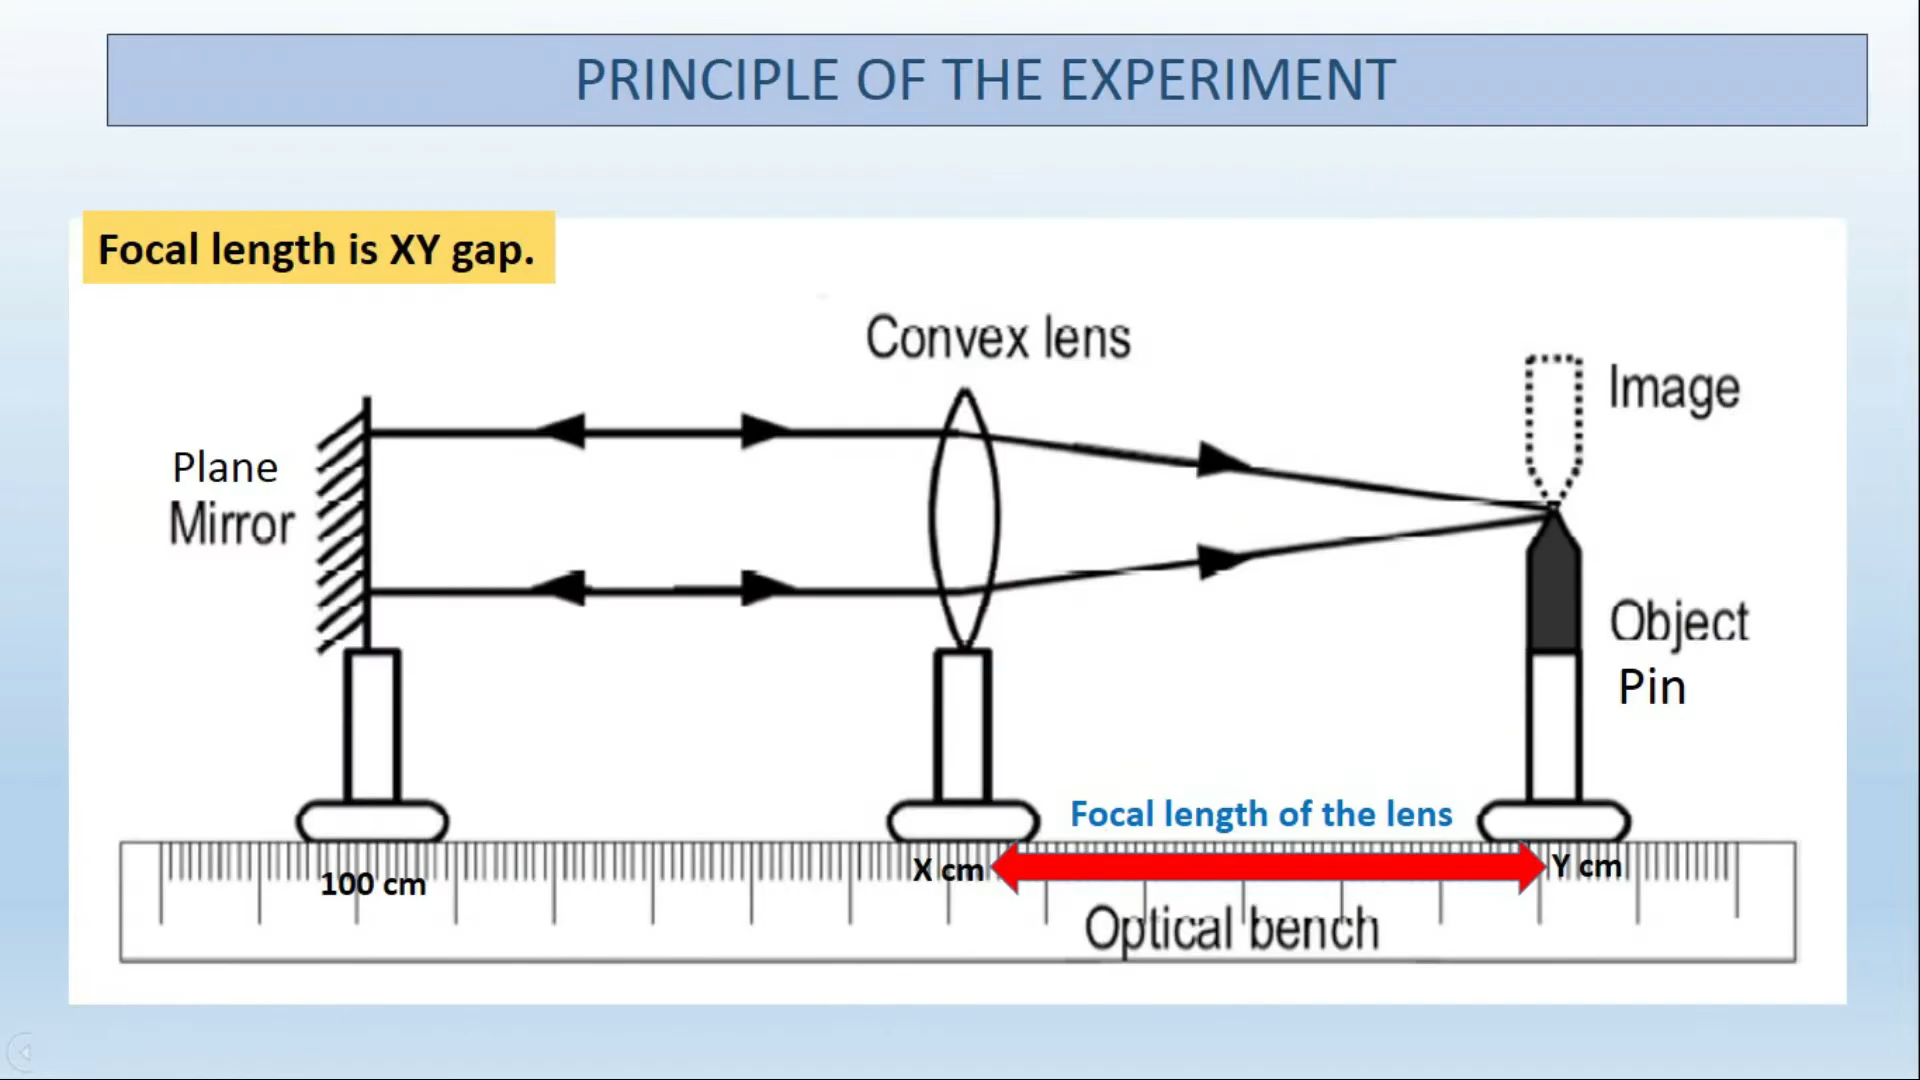 PRINCIPLE OF THE EXPERIMENT
Focal length is XY gap.
Convex lens
Image
Plane
Mirror
Object
Pin
Focal length of the lens
100 cm
X cm
Y cm
Optical bench